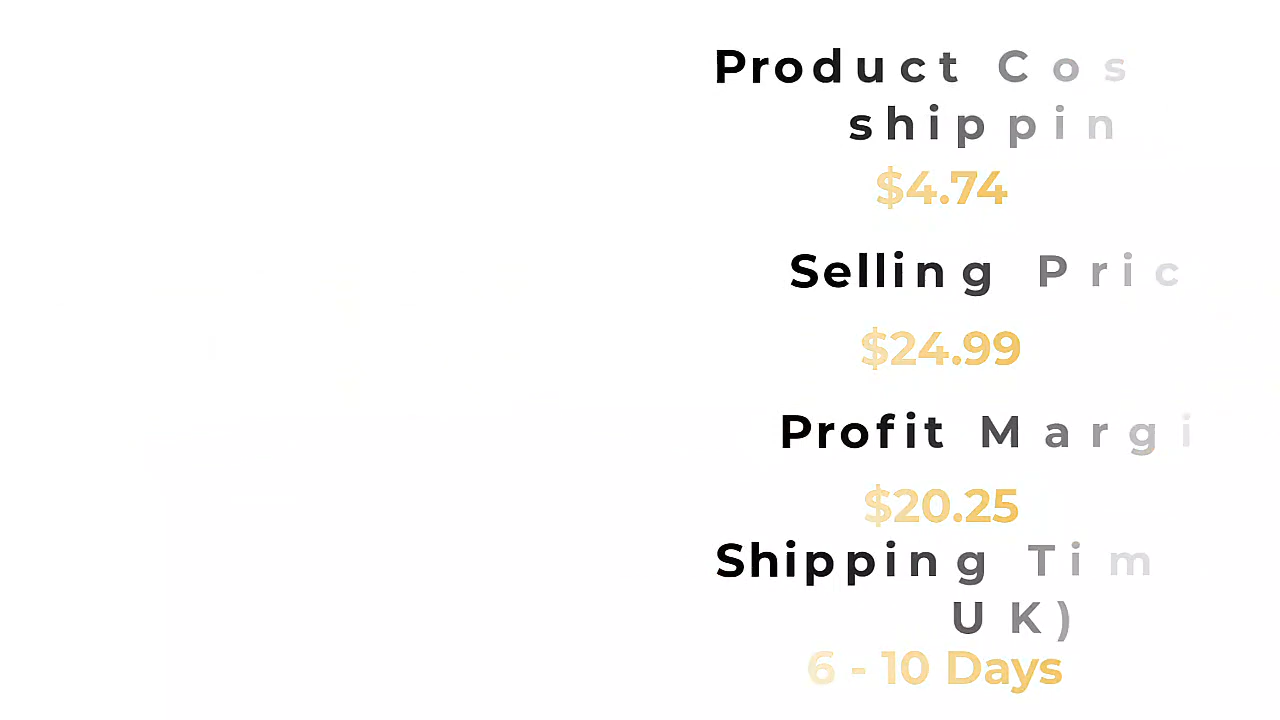 Product Cos
shippin
$4.74
Selling Pric
$24.99
Profit Margi
$20.25
Shipping Tim
UK)
6 - 10 Days